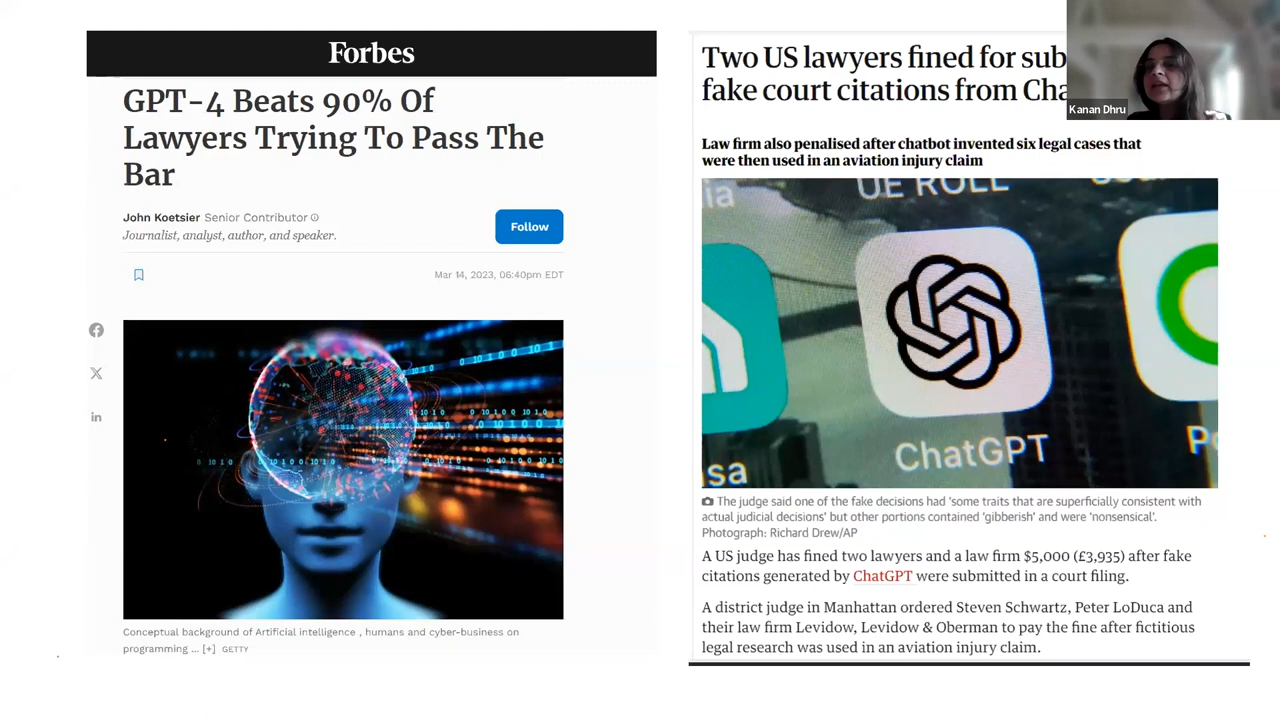 Forbes
GPT-4 Beats 90% Of
Lawyers Trying To Pass The
Bar
John Koetsier Senior Contributor
Journalist, analyst, author, and speaker.
Follow
Mar 14, 2023, 06:40pm EDT
Conceptual background of Artificial intelligence , humans and cyber-business on
programming ... [+] GETTY
Two US lawyers fined for sub
fake court citations from Cha
Kanan Dhru
Law firm also penalised after chatbot invented six legal cases that
were then used in an aviation injury claim
UE ROLL
ChatGPT
The judge said one of the fake decisions had 'some traits that are superficially consistent with
actual judicial decisions' but other portions contained 'gibberish' and were 'nonsensical'.
Photograph: Richard Drew/AP
A US judge has fined two lawyers and a law firm $5,000 (£3,935) after fake
citations generated by ChatGPT were submitted in a court filing.
A district judge in Manhattan ordered Steven Schwartz, Peter LoDuca and
their law firm Levidow, Levidow & Oberman to pay the fine after fictitious
legal research was used in an aviation injury claim.